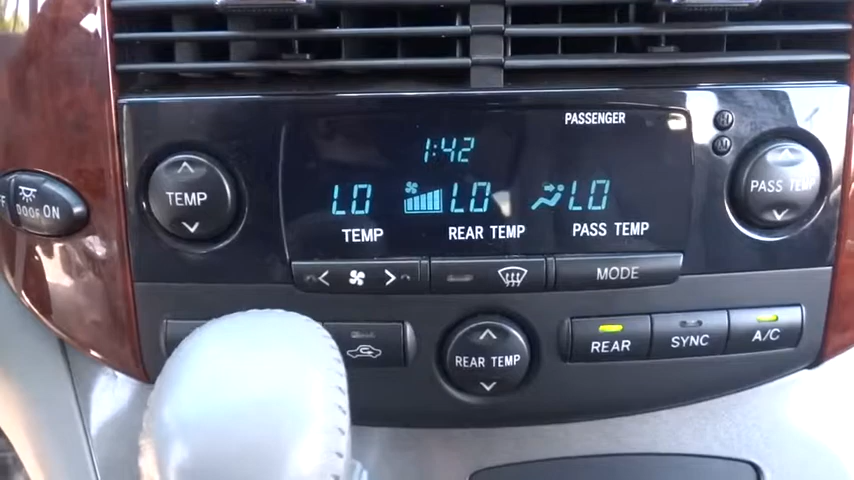 PASSENGER
1:42
LO LO LO
TEMP REAR TEMP PASS TEMP
TEMP
PASS TEMP
DOOR ON
MODE
REAR TEMP
REAR SYNC A/C